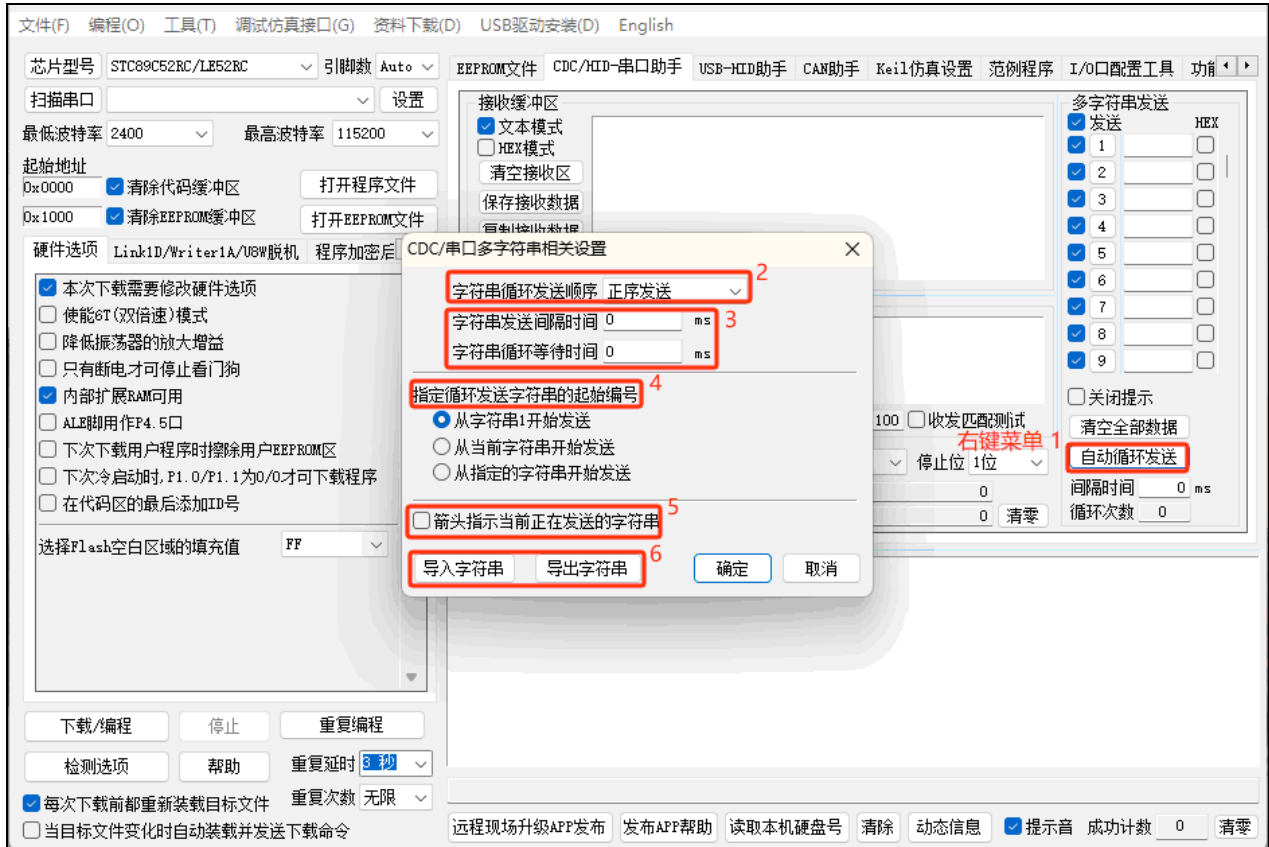 文件(F) 编程(O) 工具(T) 调试仿真接口(G) 资料下载(D) USB驱动安装(D) English
芯片型号 STC89C52RC/LE52RC 引脚数 Auto
扫描串口 设置
最低波特率 2400 最高波特率 115200
起始地址
0x0000 清除代码缓冲区 打开程序文件
0x1000 清除EEPROM缓冲区 打开EEPROM文件
硬件选项 Link1D/Writer1A/U8W脱机 程序加密后
本次下载需要修改硬件选项
使能6T(双倍速)模式
降低振荡器的放大增益
只有断电才可停止看门狗
内部扩展RAM可用
ALE脚用作P4.5口
下次下载用户程序时擦除用户EEPROM区
下次冷启动时,P1.0/P1.1为0/0才可下载程序
在代码区的最后添加ID号
选择Flash空白区域的填充值 FF
下载/编程 停止 重复编程
检测选项 帮助 重复延时 3 秒
每次下载前都重新装载目标文件 重复次数 无限
当目标文件变化时自动装载并发送下载命令
EEPROM文件 CDC/HID-串口助手 USB-HID助手 CAN助手 Keil仿真设置 范例程序 I/O口配置工具 功能
接收缓冲区
文本模式
HEX模式
清空接收区
保存接收数据
复制接收数据
多字符串发送
发送 HEX
1
2
3
4
5
6
7
8
9
关闭提示
清空全部数据
自动循环发送
间隔时间 0 ms
循环次数 0
100 收发匹配测试
右键菜单 1
停止位 1位
0
0 清零
CDC/串口多字符串相关设置
字符串循环发送顺序 正序发送 2
字符串发送间隔时间 0 ms 3
字符串循环等待时间 0 ms
指定循环发送字符串的起始编号 4
从字符串1开始发送
从当前字符串开始发送
从指定的字符串开始发送
箭头指示当前正在发送的字符串 5
导入字符串 导出字符串 6 确定 取消
远程现场升级APP发布 发布APP帮助 读取本机硬盘号 清除 动态信息 提示音 成功计数 0 清零